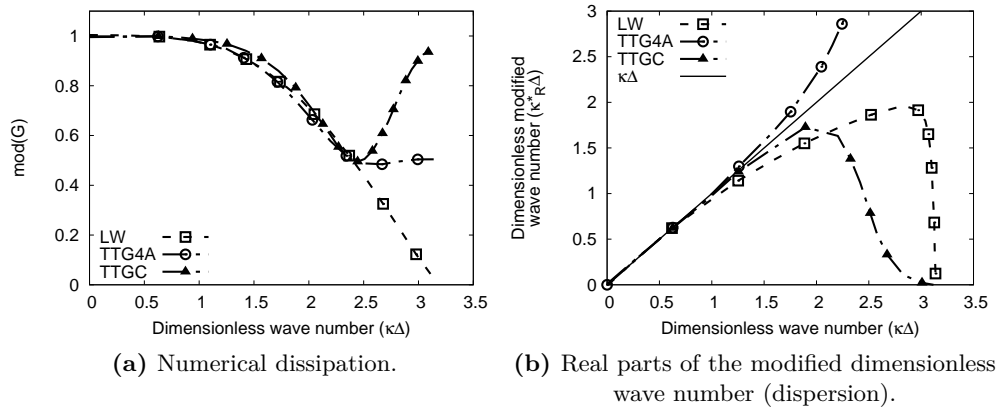 mod(G)
1
0.8
0.6
0.4
0.2
0
LW
TTG4A
TTGC
0 0.5 1 1.5 2 2.5 3 3.5
Dimensionless wave number (κΔ)
(a) Numerical dissipation.
Dimensionless modified
wave number (κ*RΔ)
3
2.5
2
1.5
1
0.5
0
LW
TTG4A
TTGC
κΔ
0 0.5 1 1.5 2 2.5 3 3.5
Dimensionless wave number (κΔ)
(b) Real parts of the modified dimensionless
wave number (dispersion).